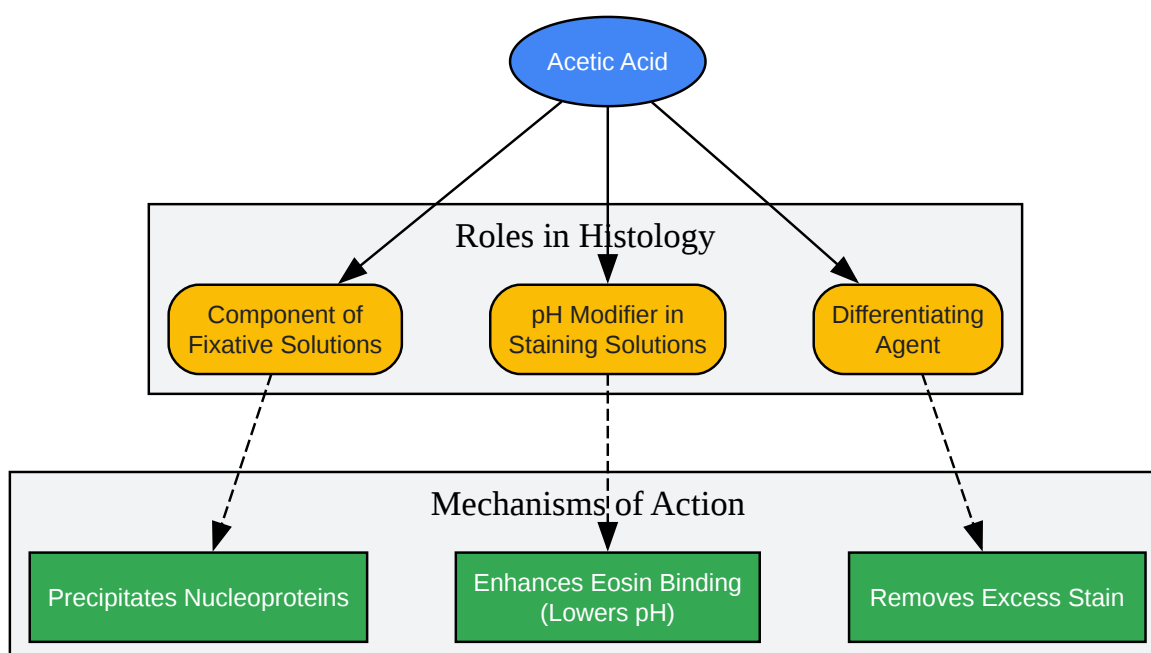 Acetic Acid
Roles in Histology
Component of
Fixative Solutions
pH Modifier in
Staining Solutions
Differentiating
Agent
Mechanisms of Action
Precipitates Nucleoproteins
Enhances Eosin Binding
(Lowers pH)
Removes Excess Stain